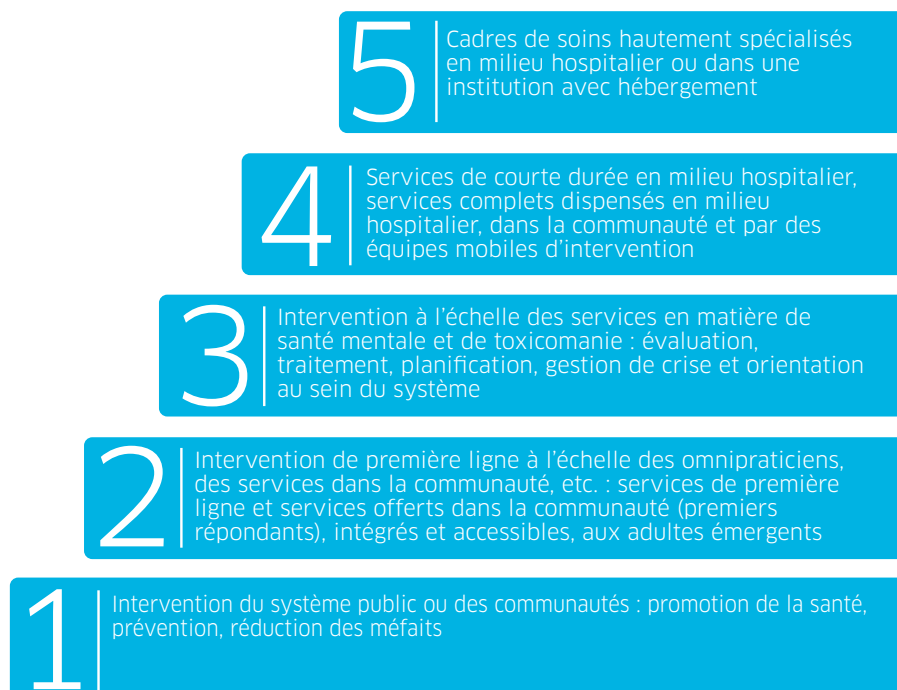 5
Cadres de soins hautement spécialisés
en milieu hospitalier ou dans une
institution avec hébergement
4
Services de courte durée en milieu hospitalier,
services complets dispensés en milieu
hospitalier, dans la communauté et par des
équipes mobiles d’intervention
3
Intervention à l’échelle des services en matière de
santé mentale et de toxicomanie : évaluation,
traitement, planification, gestion de crise et orientation
au sein du système
2
Intervention de première ligne à l’échelle des omnipraticiens,
des services dans la communauté, etc. : services de première
ligne et services offerts dans la communauté (premiers
répondants), intégrés et accessibles, aux adultes émergents
1
Intervention du système public ou des communautés : promotion de la santé,
prévention, réduction des méfaits